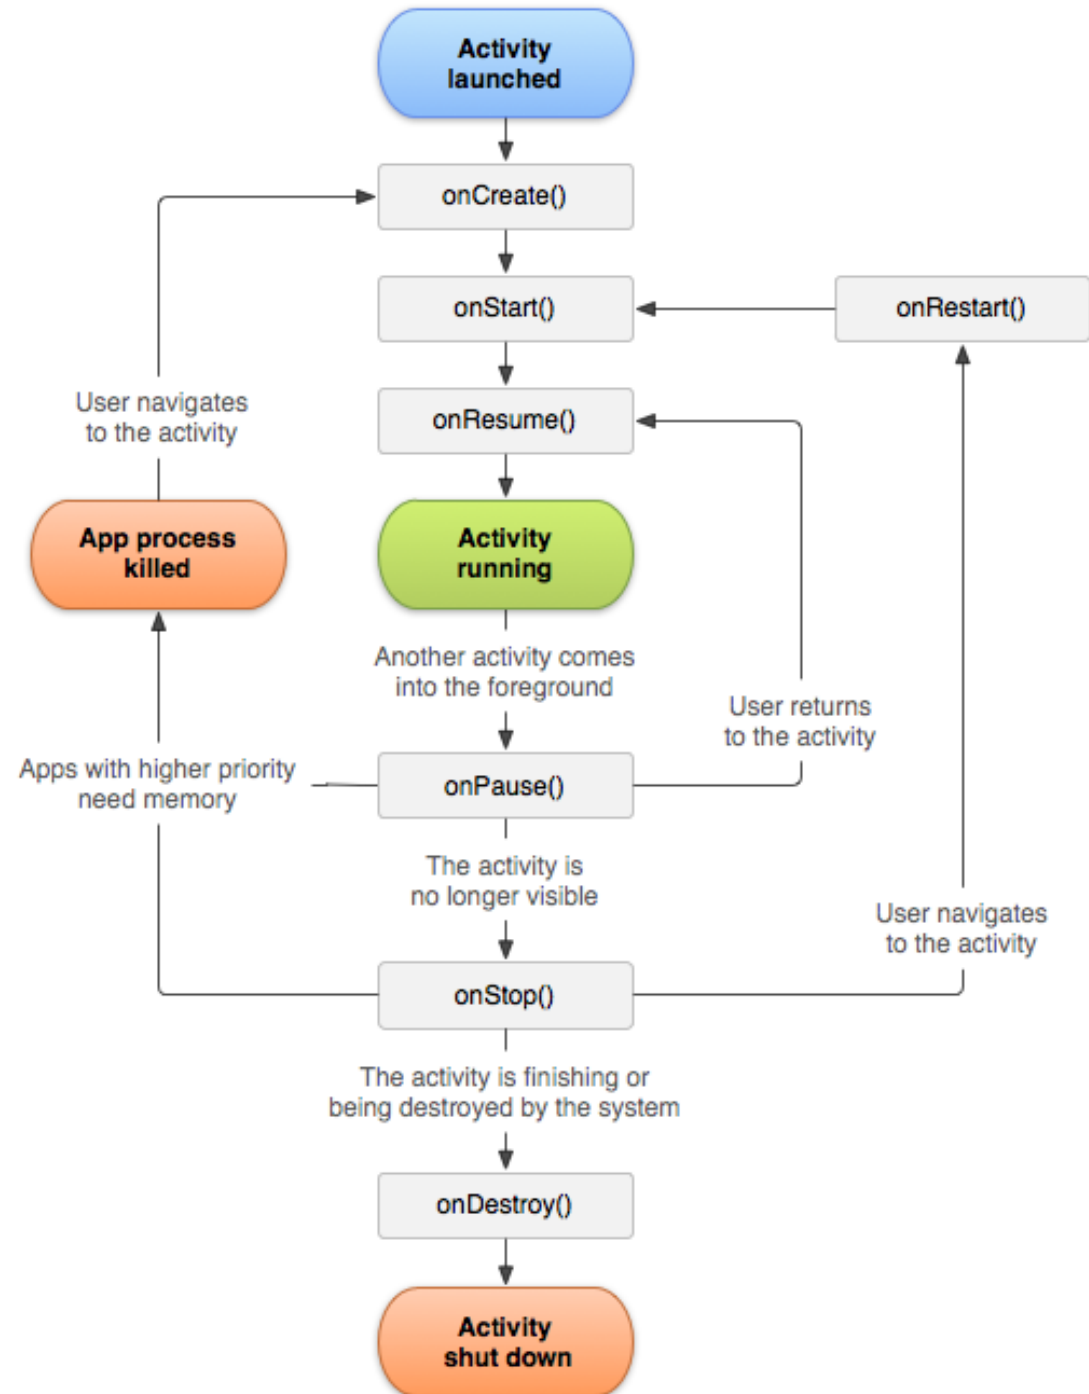 Activity
launched
onCreate()
onStart()
onRestart()
User navigates
to the activity
onResume()
App process
killed
Activity
running
Another activity comes
into the foreground
User returns
to the activity
Apps with higher priority
need memory
onPause()
The activity is
no longer visible
User navigates
to the activity
onStop()
The activity is finishing or
being destroyed by the system
onDestroy()
Activity
shut down